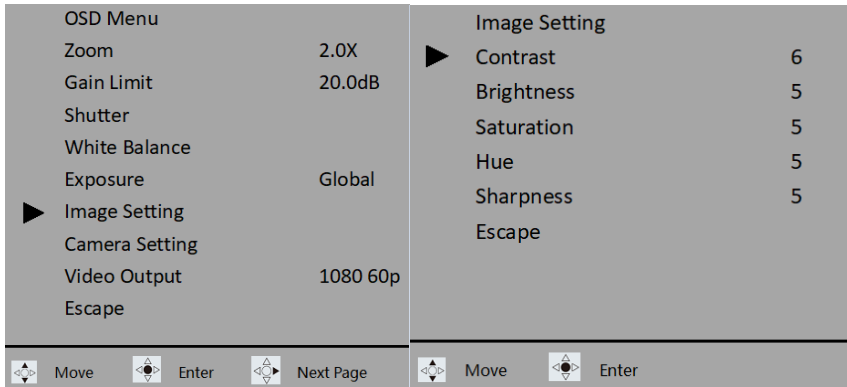 OSD Menu
Zoom 2.0X
Gain Limit 20.0dB
Shutter
White Balance
Exposure Global
Image Setting
Camera Setting
Video Output 1080 60p
Escape
Move Enter Next Page
Image Setting
Contrast 6
Brightness 5
Saturation 5
Hue 5
Sharpness 5
Escape
Move Enter